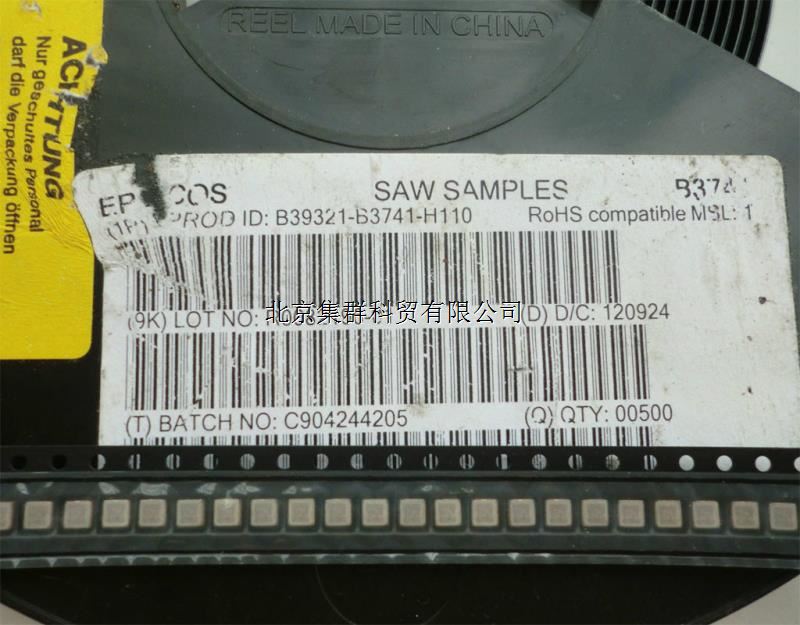 REEL MADE IN CHINA
ACHTUNG
Nur geschultes Personal
darf die Verpackung öffnen
SAW SAMPLES
(1P) PROD ID: B39321-B3741-H110 RoHS compatible MSL: 1
北京集群科贸有限公司
(9K) LOT NO: (D) D/C: 120924
(T) BATCH NO: C904244205 (Q) QTY: 00500